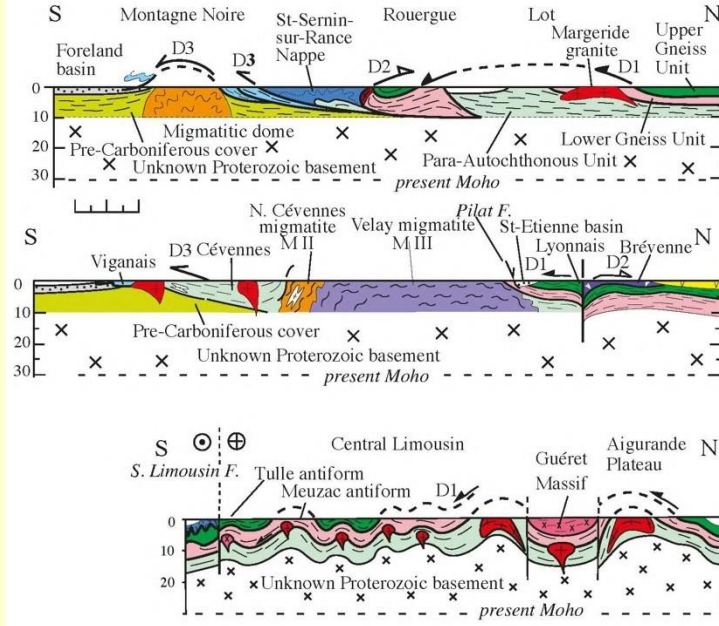 S Montagne Noire St-Sernin-sur-Rance Nappe Rouergue Lot Margeride granite Upper Gneiss Unit N
Foreland basin D3 D3 D2 D1
0
10
20
30
Migmatitic dome
Pre-Carboniferous cover
Unknown Proterozoic basement
Lower Gneiss Unit
Para-Autochthonous Unit
present Moho
S N. Cévennes migmatite M II Velay migmatite M III Pilat F. St-Etienne basin Lyonnais Brévenne N
Viganais D3 Cévennes D1 D2
0
10
20
30
Pre-Carboniferous cover
Unknown Proterozoic basement
present Moho
S Central Limousin Guéret Massif Aigurande Plateau N
S. Limousin F.
Tulle antiform
Meuzac antiform D1
0
10
20
Unknown Proterozoic basement
present Moho